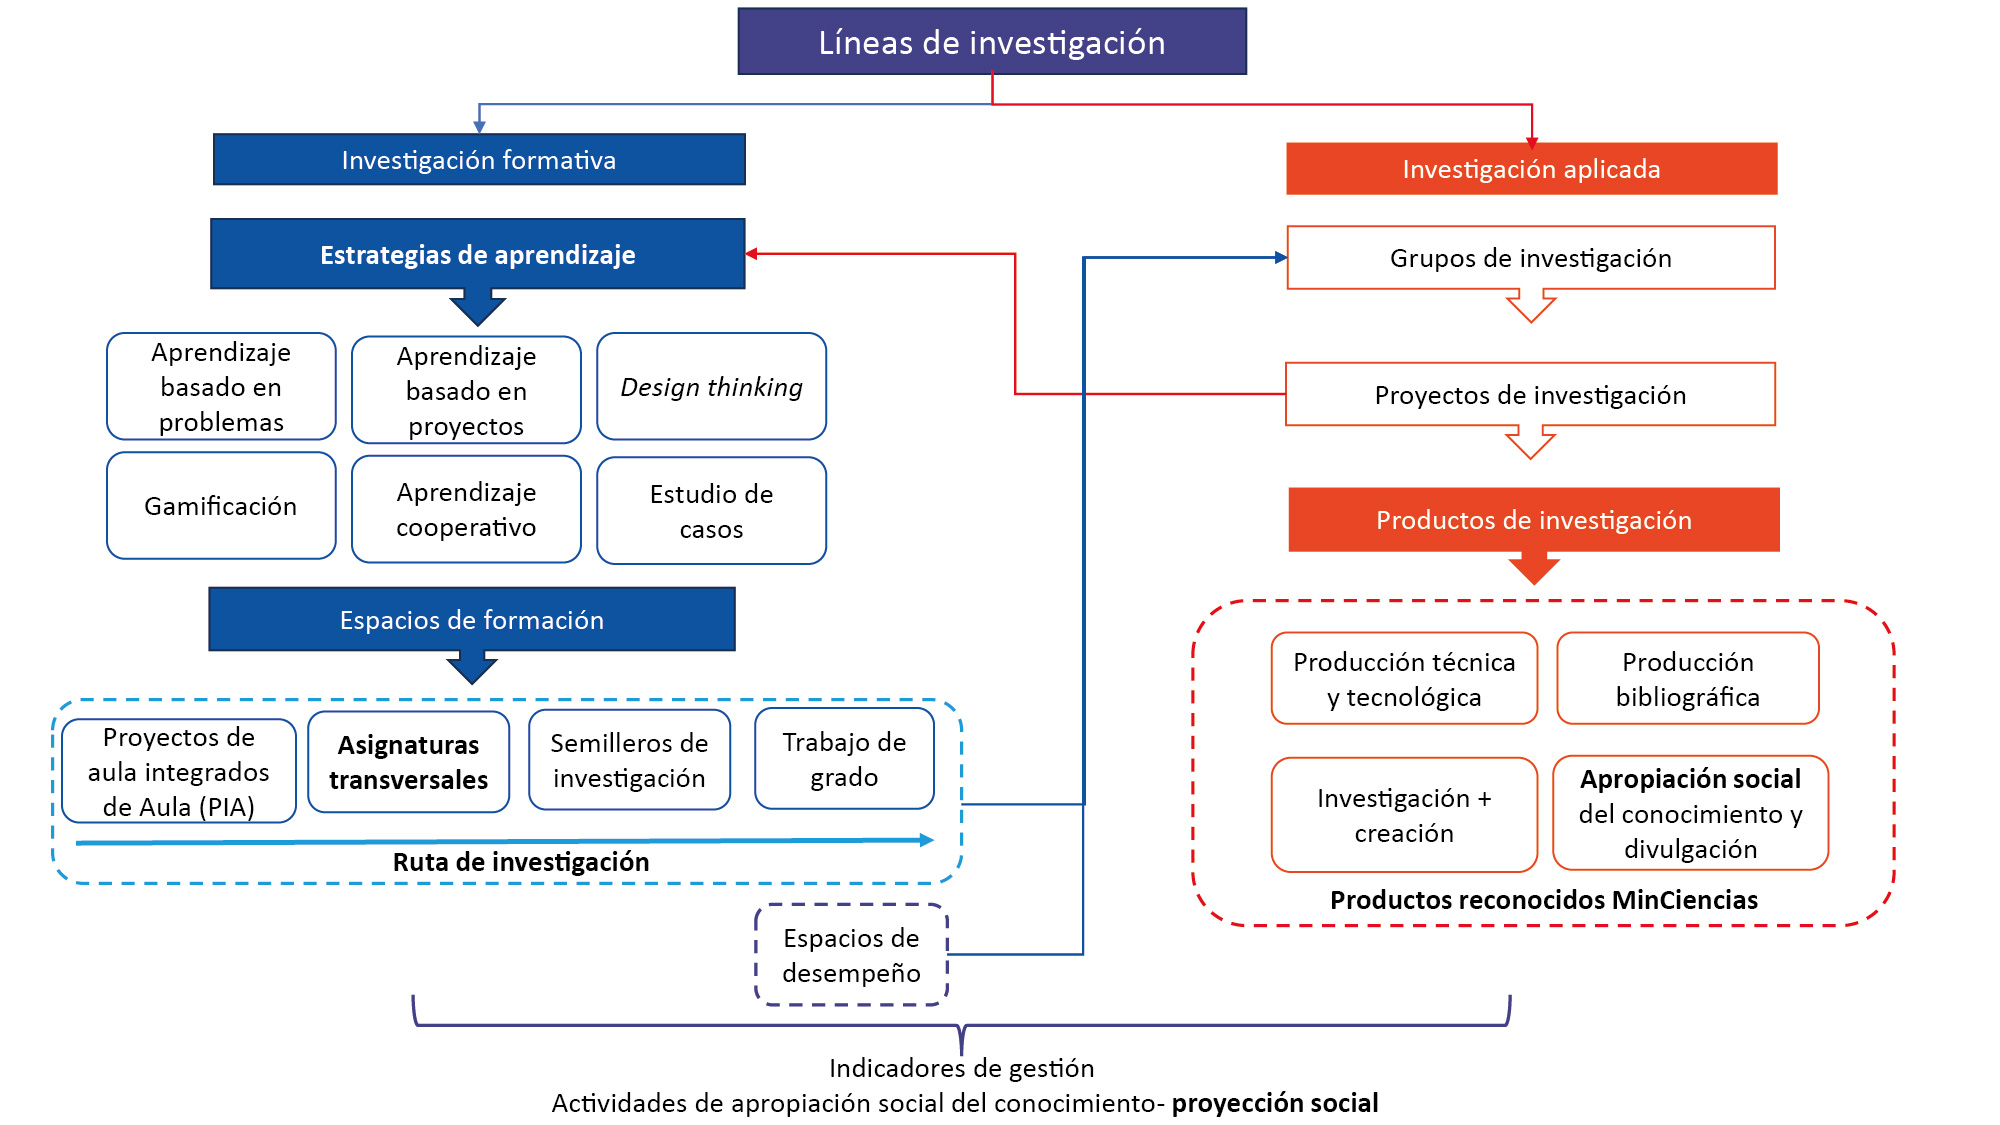 Líneas de investigación
Investigación formativa
Estrategias de aprendizaje
Aprendizaje
basado en
problemas
Aprendizaje
basado en
proyectos
Design thinking
Gamificación
Aprendizaje
cooperativo
Estudio de
casos
Espacios de formación
Proyectos de
aula integrados
de Aula (PIA)
Asignaturas
transversales
Semilleros de
investigación
Trabajo de
grado
Ruta de investigación
Espacios de
desempeño
Investigación aplicada
Grupos de investigación
Proyectos de investigación
Productos de investigación
Producción técnica
y tecnológica
Producción
bibliográfica
Investigación +
creación
Apropiación social
del conocimiento y
divulgación
Productos reconocidos MinCiencias
Indicadores de gestión
Actividades de apropiación social del conocimiento- proyección social